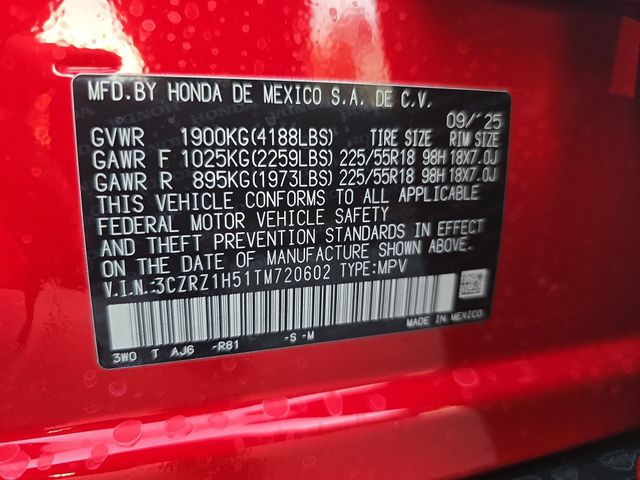 MFD.BY HONDA DE MEXICO S.A. DE C.V.
09/'25
GVWR 1900KG(4188LBS) TIRE SIZE RIM SIZE
GAWR F 1025KG(2259LBS) 225/55R18 98H 18X7.0J
GAWR R 895KG(1973LBS) 225/55R18 98H 18X7.0J
THIS VEHICLE CONFORMS TO ALL APPLICABLE
FEDERAL MOTOR VEHICLE SAFETY
AND THEFT PREVENTION STANDARDS IN EFFECT
ON THE DATE OF MANUFACTURE SHOWN ABOVE.
V.I.N.:3CZRZ1H51TM720602 TYPE:MPV
MADE IN MEXICO
3W0 T AJ6 -R81 -S -M